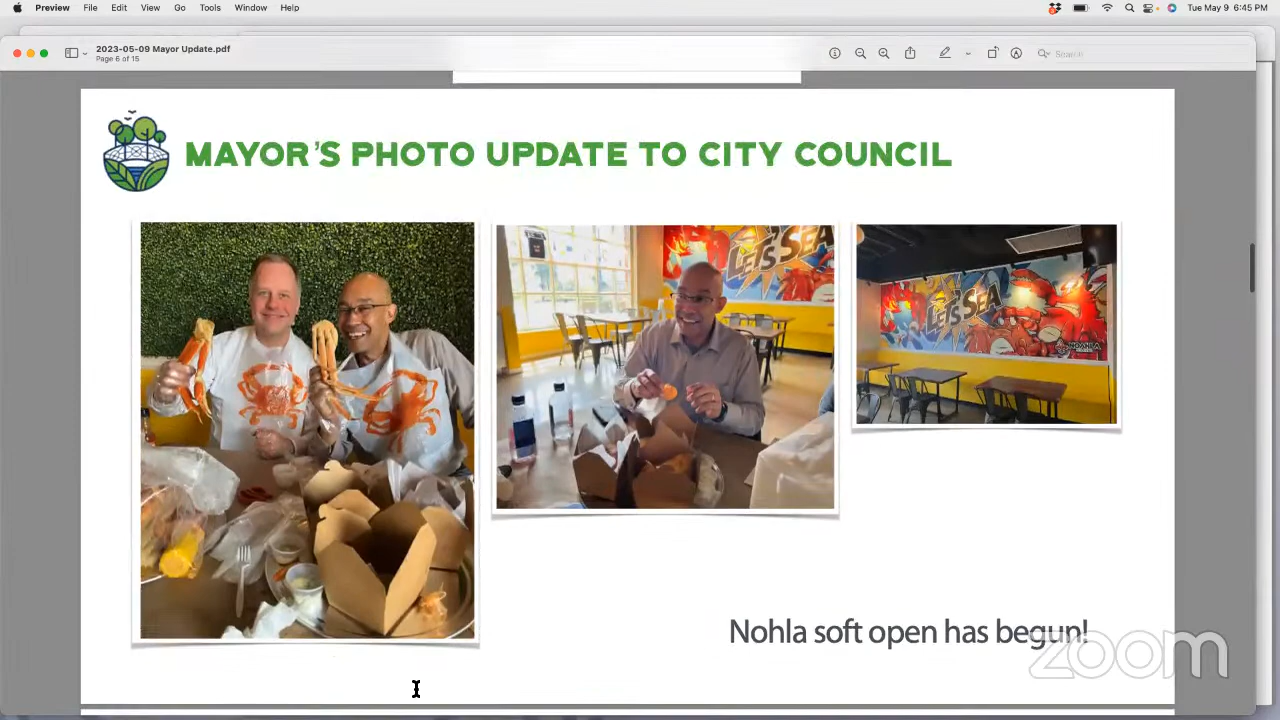 Preview File Edit View Go Tools Window Help Tue May 9 6:45 PM
2023-05-09 Mayor Update.pdf
Page 6 of 15
Search
MAYOR'S PHOTO UPDATE TO CITY COUNCIL
LET'S SEA
LET'S SEA
Nohla soft open has begun!
zoom